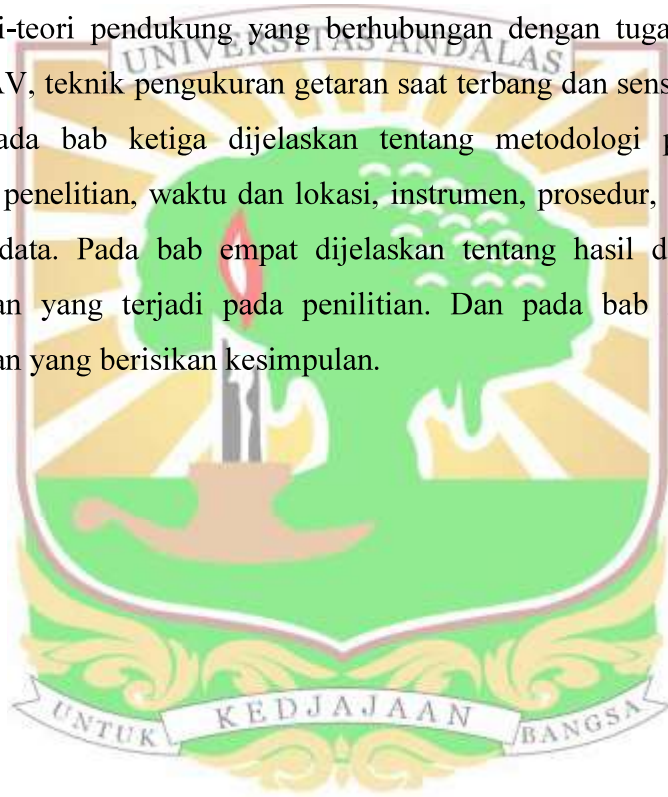 i-teori pendukung yang berhubungan dengan tuga
UNIVERSITAS ANDALAS
AV, teknik pengukuran getaran saat terbang dan sens
ada bab ketiga dijelaskan tentang metodologi p
penelitian, waktu dan lokasi, instrumen, prosedur,
data. Pada bab empat dijelaskan tentang hasil d
an yang terjadi pada penilitian. Dan pada bab
an yang berisikan kesimpulan.
UNTUK KEDJAJAAN BANGSA